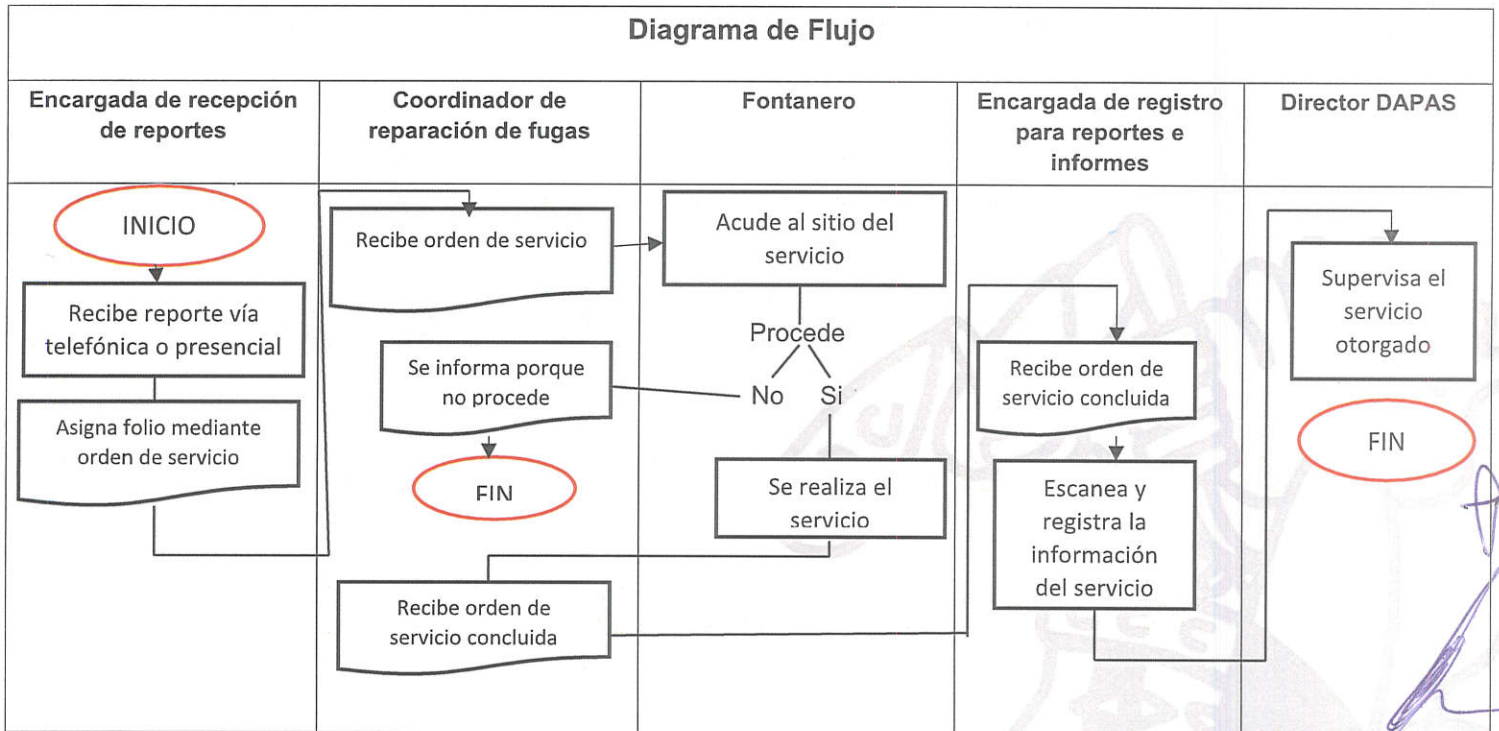 Diagrama de Flujo
Encargada de recepción
de reportes
Coordinador de
reparación de fugas
Fontanero
Encargada de registro
para reportes e
informes
Director DAPAS
INICIO
Recibe reporte vía
telefónica o presencial
Asigna folio mediante
orden de servicio
Recibe orden de servicio
Se informa porque
no procede
FIN
Recibe orden de
servicio concluida
Acude al sitio del
servicio
Procede
No Si
Se realiza el
servicio
Recibe orden de
servicio concluida
Escanea y
registra la
información
del servicio
Supervisa el
servicio
otorgado
FIN